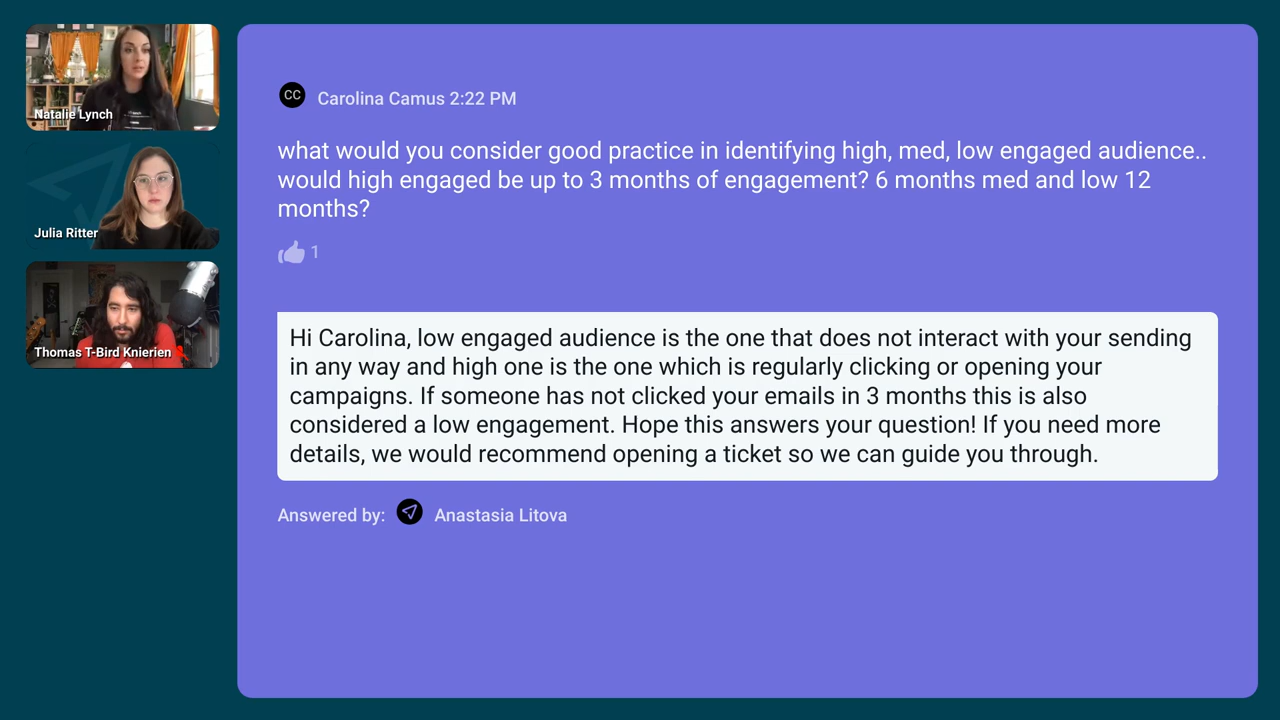 Natalie Lynch
Julia Ritter
Thomas T-Bird Knierien
CC
Carolina Camus 2:22 PM
what would you consider good practice in identifying high, med, low engaged audience..
would high engaged be up to 3 months of engagement? 6 months med and low 12
months?
1
Hi Carolina, low engaged audience is the one that does not interact with your sending
in any way and high one is the one which is regularly clicking or opening your
campaigns. If someone has not clicked your emails in 3 months this is also
considered a low engagement. Hope this answers your question! If you need more
details, we would recommend opening a ticket so we can guide you through.
Answered by: Anastasia Litova